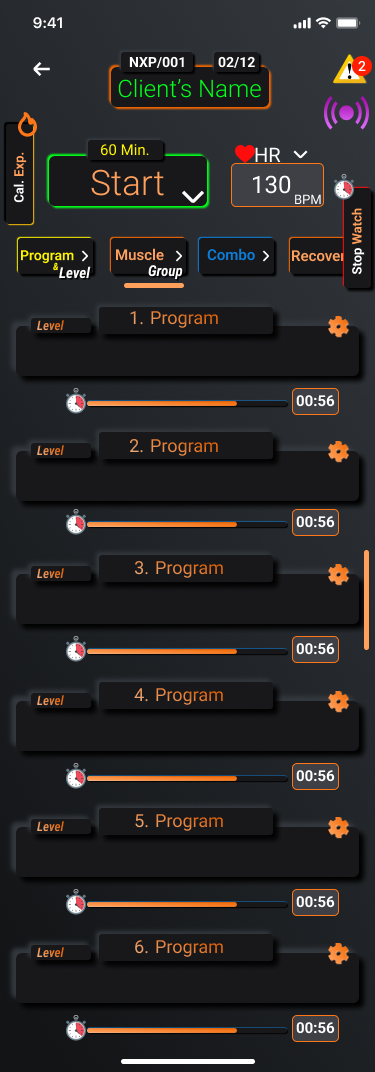 9:41
NXP/001 02/12
2
Client's Name
Cal. Exp.
60 Min.
Start
HR
130
BPM
Stop Watch
Program
&
Level
Muscle
Group
Combo
Recover
Level
1. Program
00:56
Level
2. Program
00:56
Level
3. Program
00:56
Level
4. Program
00:56
Level
5. Program
00:56
Level
6. Program
00:56